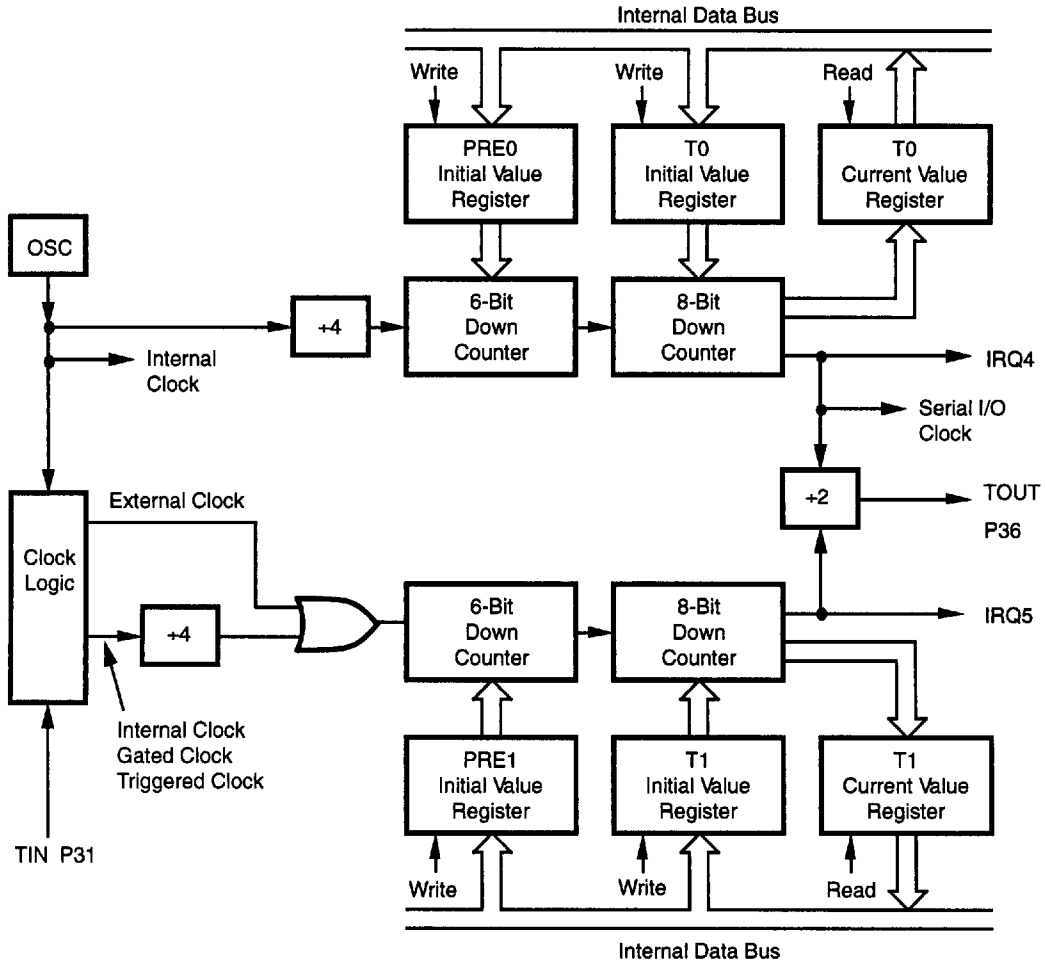 Internal Data Bus
Write
Write
Read
PRE0
Initial Value
Register
T0
Initial Value
Register
T0
Current Value
Register
OSC
÷4
6-Bit
Down
Counter
8-Bit
Down
Counter
Internal
Clock
IRQ4
Serial I/O
Clock
÷2
TOUT
P36
External Clock
Clock
Logic
÷4
6-Bit
Down
Counter
8-Bit
Down
Counter
IRQ5
Internal Clock
Gated Clock
Triggered Clock
PRE1
Initial Value
Register
T1
Initial Value
Register
T1
Current Value
Register
TIN P31
Write
Write
Read
Internal Data Bus